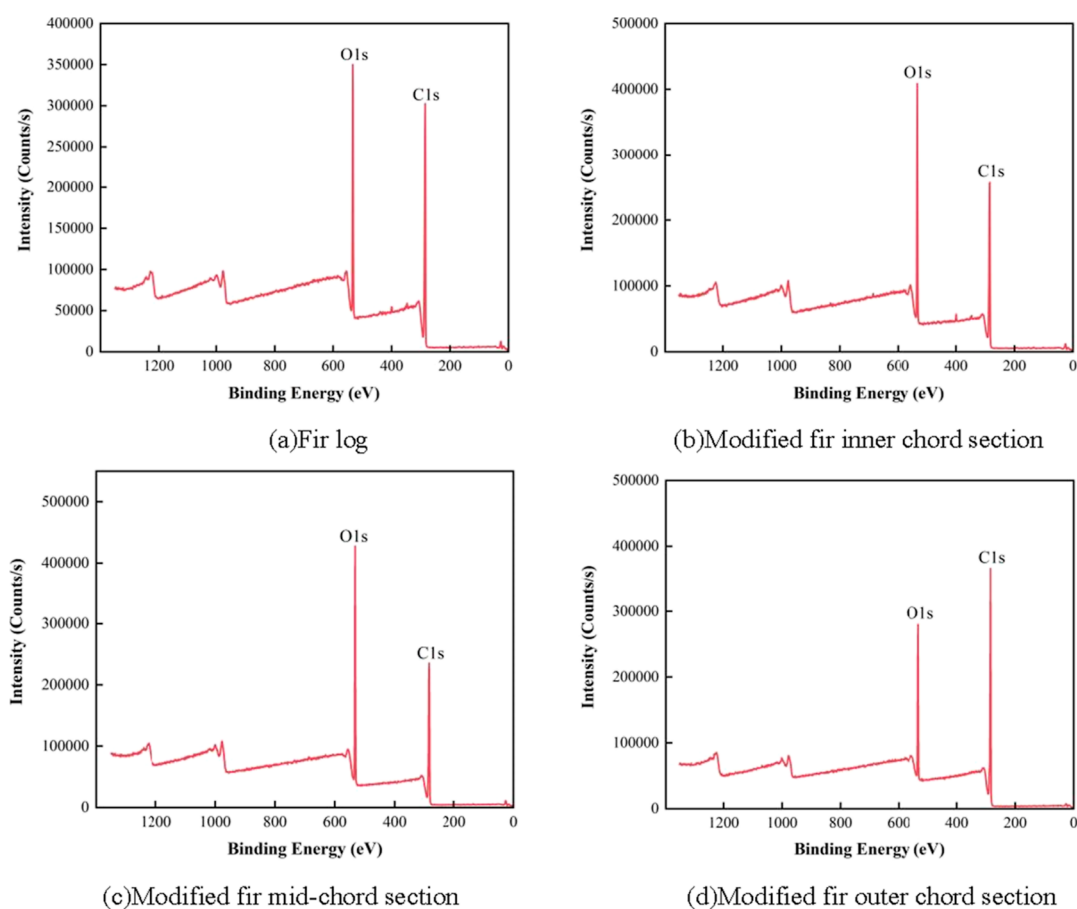 400000
350000
300000
250000
200000
150000
100000
50000
0
Intensity (Counts/s)
O1s
C1s
1200 1000 800 600 400 200 0
Binding Energy (eV)
(a)Fir log
500000
400000
300000
200000
100000
0
Intensity (Counts/s)
O1s
C1s
1200 1000 800 600 400 200 0
Binding Energy (eV)
(b)Modified fir inner chord section
500000
400000
300000
200000
100000
0
Intensity (Counts/s)
O1s
C1s
1200 1000 800 600 400 200 0
Binding Energy (eV)
(c)Modified fir mid-chord section
500000
400000
300000
200000
100000
0
Intensity (Counts/s)
O1s
C1s
1200 1000 800 600 400 200 0
Binding Energy (eV)
(d)Modified fir outer chord section